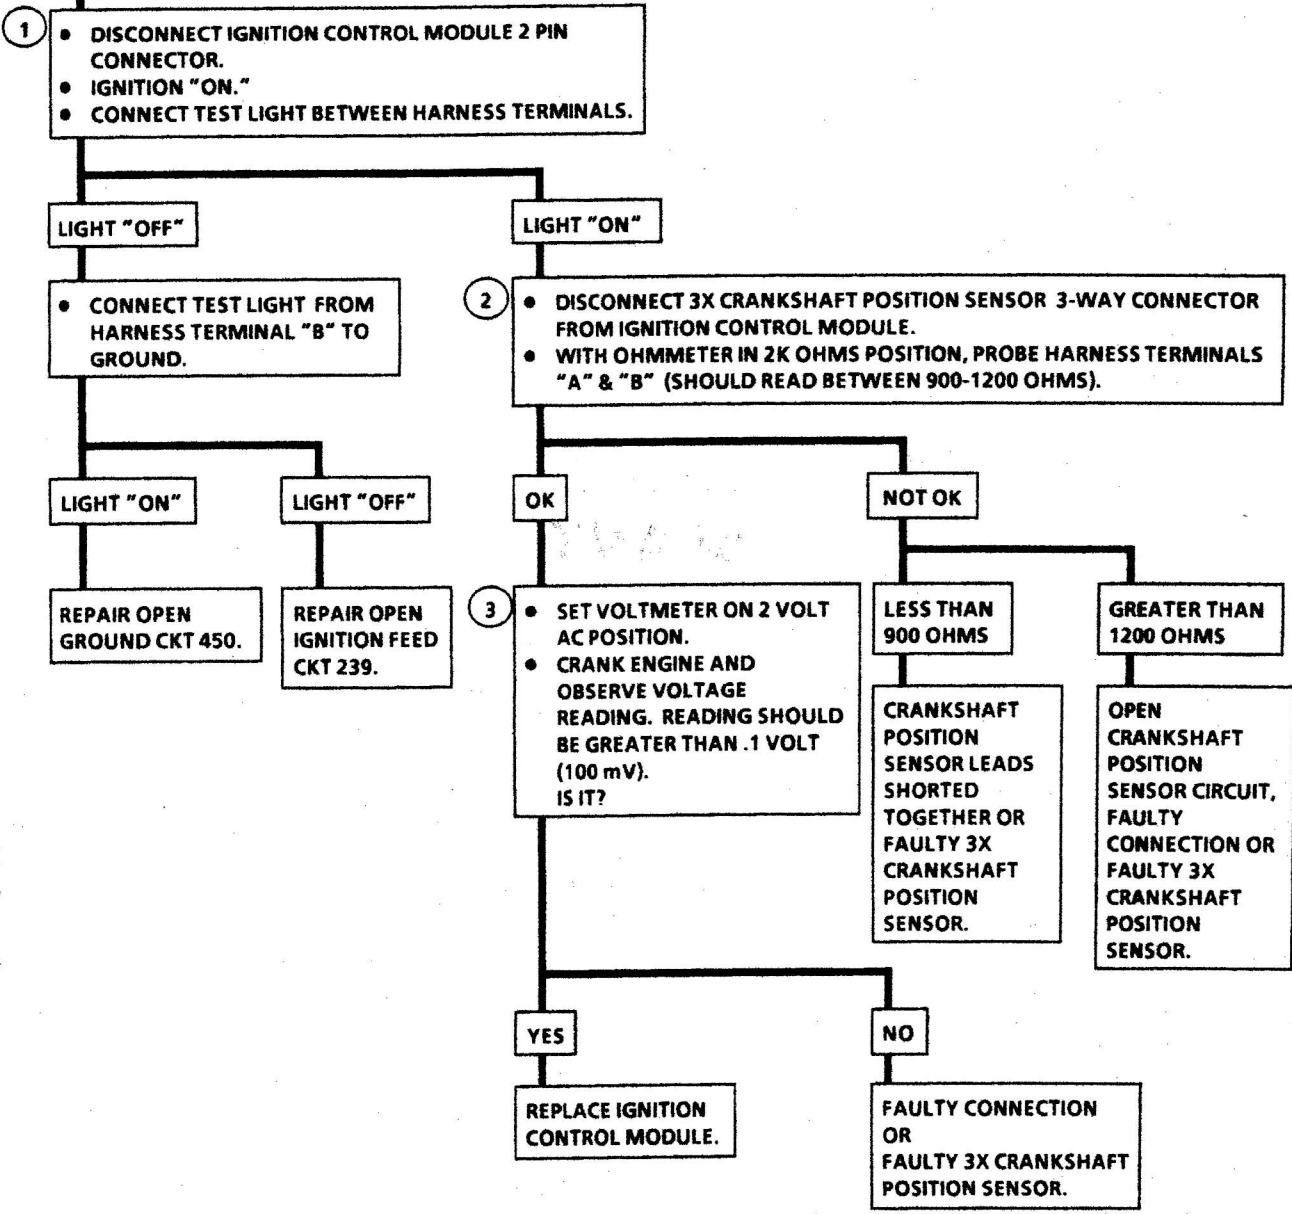 1
• DISCONNECT IGNITION CONTROL MODULE 2 PIN
CONNECTOR.
• IGNITION "ON."
• CONNECT TEST LIGHT BETWEEN HARNESS TERMINALS.
LIGHT "OFF"
LIGHT "ON"
• CONNECT TEST LIGHT FROM
HARNESS TERMINAL "B" TO
GROUND.
2
• DISCONNECT 3X CRANKSHAFT POSITION SENSOR 3-WAY CONNECTOR
FROM IGNITION CONTROL MODULE.
• WITH OHMMETER IN 2K OHMS POSITION, PROBE HARNESS TERMINALS
"A" & "B" (SHOULD READ BETWEEN 900-1200 OHMS).
LIGHT "ON"
LIGHT "OFF"
OK
NOT OK
REPAIR OPEN
GROUND CKT 450.
REPAIR OPEN
IGNITION FEED
CKT 239.
3
• SET VOLTMETER ON 2 VOLT
AC POSITION.
• CRANK ENGINE AND
OBSERVE VOLTAGE
READING. READING SHOULD
BE GREATER THAN .1 VOLT
(100 mV).
IS IT?
LESS THAN
900 OHMS
GREATER THAN
1200 OHMS
CRANKSHAFT
POSITION
SENSOR LEADS
SHORTED
TOGETHER OR
FAULTY 3X
CRANKSHAFT
POSITION
SENSOR.
OPEN
CRANKSHAFT
POSITION
SENSOR CIRCUIT,
FAULTY
CONNECTION OR
FAULTY 3X
CRANKSHAFT
POSITION
SENSOR.
YES
NO
REPLACE IGNITION
CONTROL MODULE.
FAULTY CONNECTION
OR
FAULTY 3X CRANKSHAFT
POSITION SENSOR.